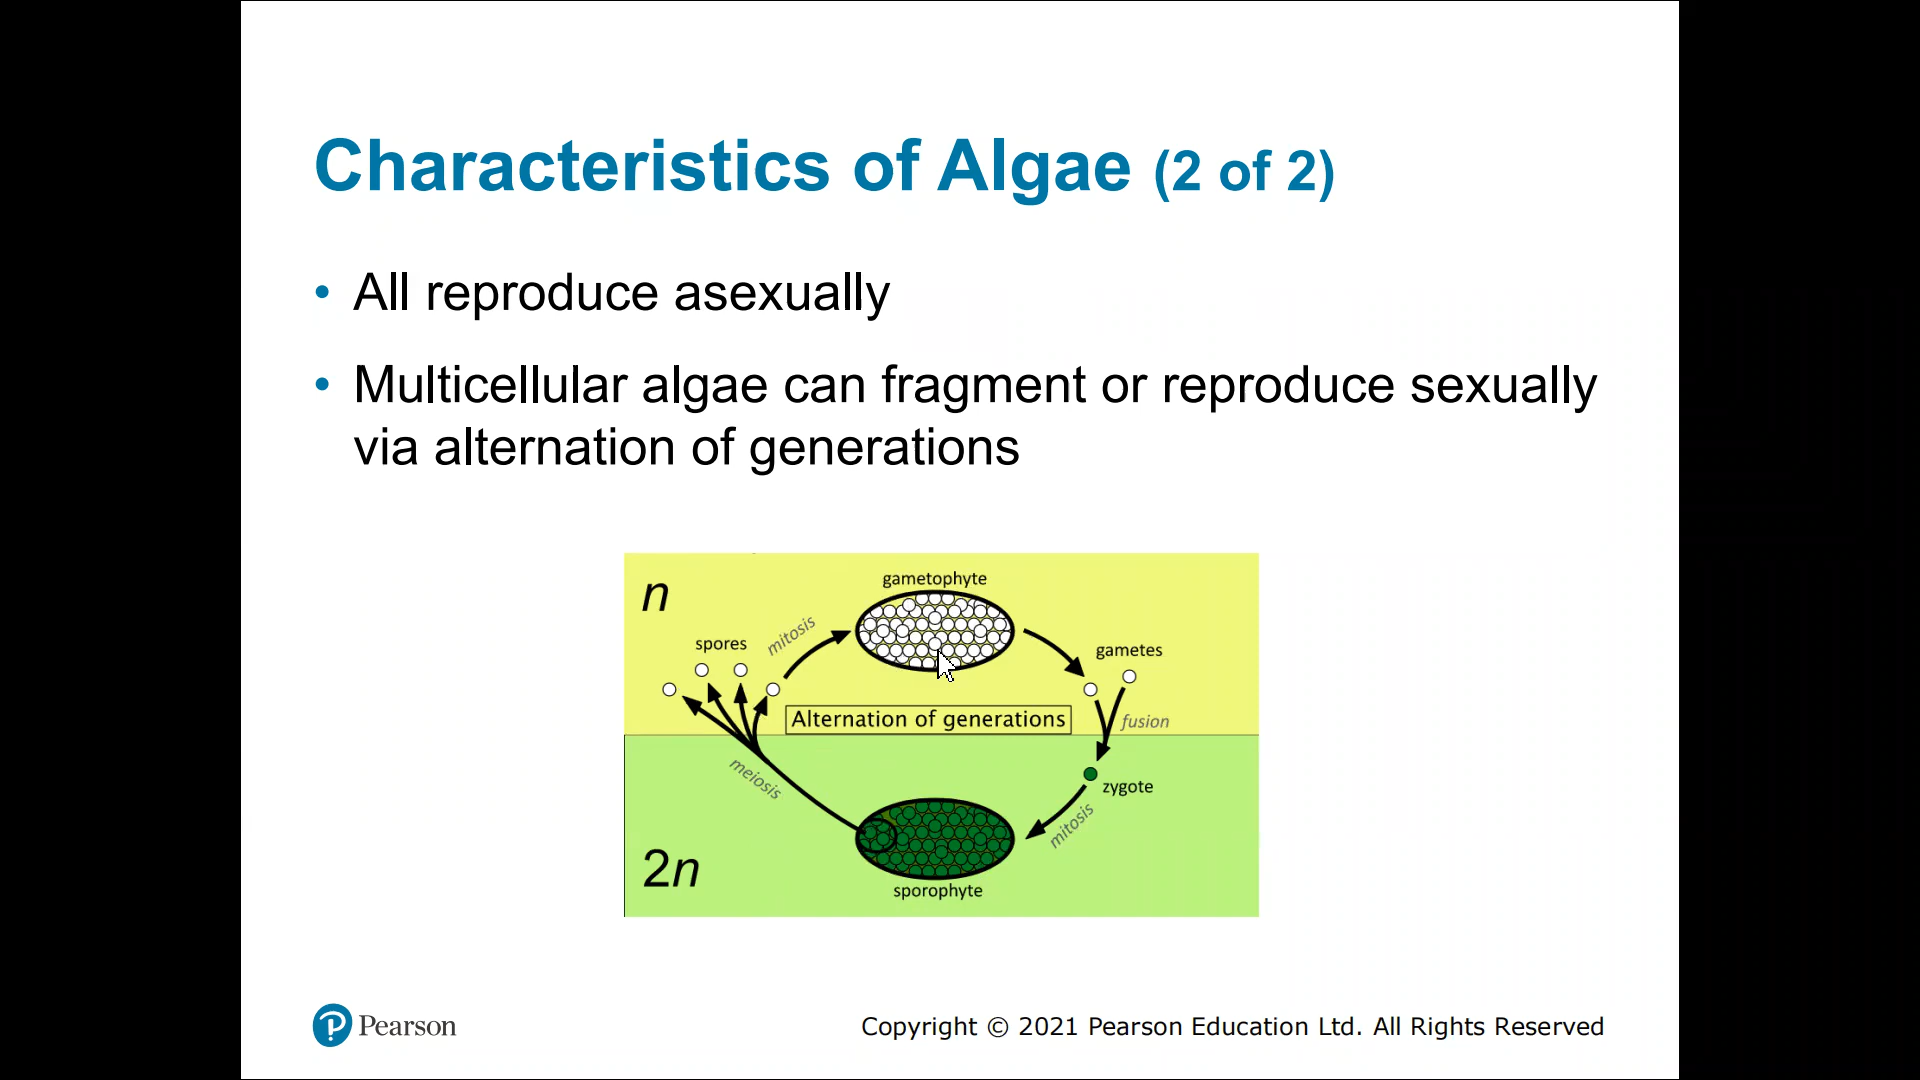 Characteristics of Algae (2 of 2)
• All reproduce asexually
• Multicellular algae can fragment or reproduce sexually
via alternation of generations
n
gametophyte
mitosis
spores
gametes
Alternation of generations
fusion
meiosis
zygote
mitosis
2n
sporophyte
Pearson
Copyright © 2021 Pearson Education Ltd. All Rights Reserved